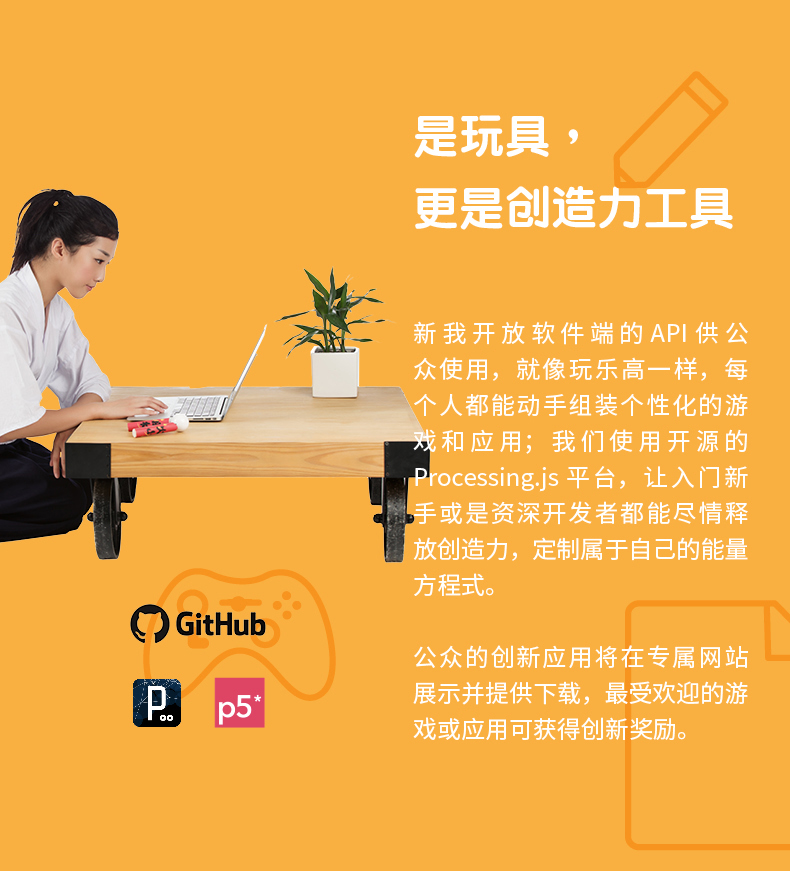 是玩具，
更是创造力工具
新我开放软件端的API供公
众使用，就像玩乐高一样，每
个人都能动手组装个性化的游
戏和应用；我们使用开源的
Processing.js 平台，让入门新
手或是资深开发者都能尽情释
放创造力，定制属于自己的能量
方程式。
公众的创新应用将在专属网站
展示并提供下载，最受欢迎的游
戏或应用可获得创新奖励。
GitHub
P
p5*